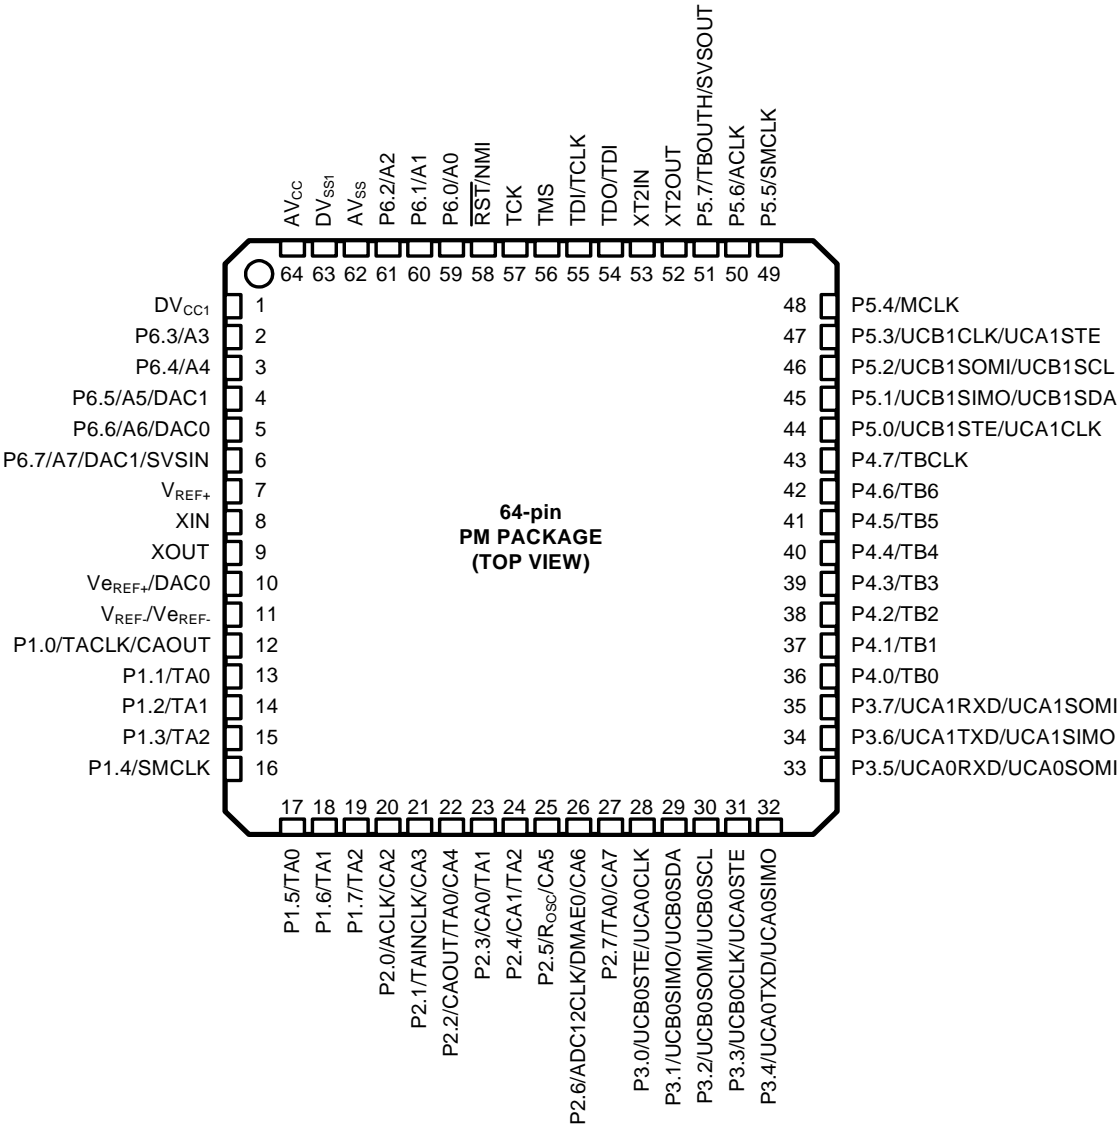 AVCC
DVSS1
AVSS
P6.2/A2
P6.1/A1
P6.0/A0
RST/NMI
TCK
TMS
TDI/TCLK
TDO/TDI
XT2IN
XT2OUT
P5.7/TBOUTH/SVSOUT
P5.6/ACLK
P5.5/SMCLK
64 63 62 61 60 59 58 57 56 55 54 53 52 51 50 49
DVCC1 1
P6.3/A3 2
P6.4/A4 3
P6.5/A5/DAC1 4
P6.6/A6/DAC0 5
P6.7/A7/DAC1/SVSIN 6
VREF+ 7
XIN 8
XOUT 9
VeREF+/DAC0 10
VREF-/VeREF- 11
P1.0/TACLK/CAOUT 12
P1.1/TA0 13
P1.2/TA1 14
P1.3/TA2 15
P1.4/SMCLK 16
64-pin
PM PACKAGE
(TOP VIEW)
48 P5.4/MCLK
47 P5.3/UCB1CLK/UCA1STE
46 P5.2/UCB1SOMI/UCB1SCL
45 P5.1/UCB1SIMO/UCB1SDA
44 P5.0/UCB1STE/UCA1CLK
43 P4.7/TBCLK
42 P4.6/TB6
41 P4.5/TB5
40 P4.4/TB4
39 P4.3/TB3
38 P4.2/TB2
37 P4.1/TB1
36 P4.0/TB0
35 P3.7/UCA1RXD/UCA1SOMI
34 P3.6/UCA1TXD/UCA1SIMO
33 P3.5/UCA0RXD/UCA0SOMI
17 18 19 20 21 22 23 24 25 26 27 28 29 30 31 32
P1.5/TA0
P1.6/TA1
P1.7/TA2
P2.0/ACLK/CA2
P2.1/TAINCLK/CA3
P2.2/CAOUT/TA0/CA4
P2.3/CA0/TA1
P2.4/CA1/TA2
P2.5/ROSC/CA5
P2.6/ADC12CLK/DMAE0/CA6
P2.7/TA0/CA7
P3.0/UCB0STE/UCA0CLK
P3.1/UCB0SIMO/UCB0SDA
P3.2/UCB0SOMI/UCB0SCL
P3.3/UCB0CLK/UCA0STE
P3.4/UCA0TXD/UCA0SIMO